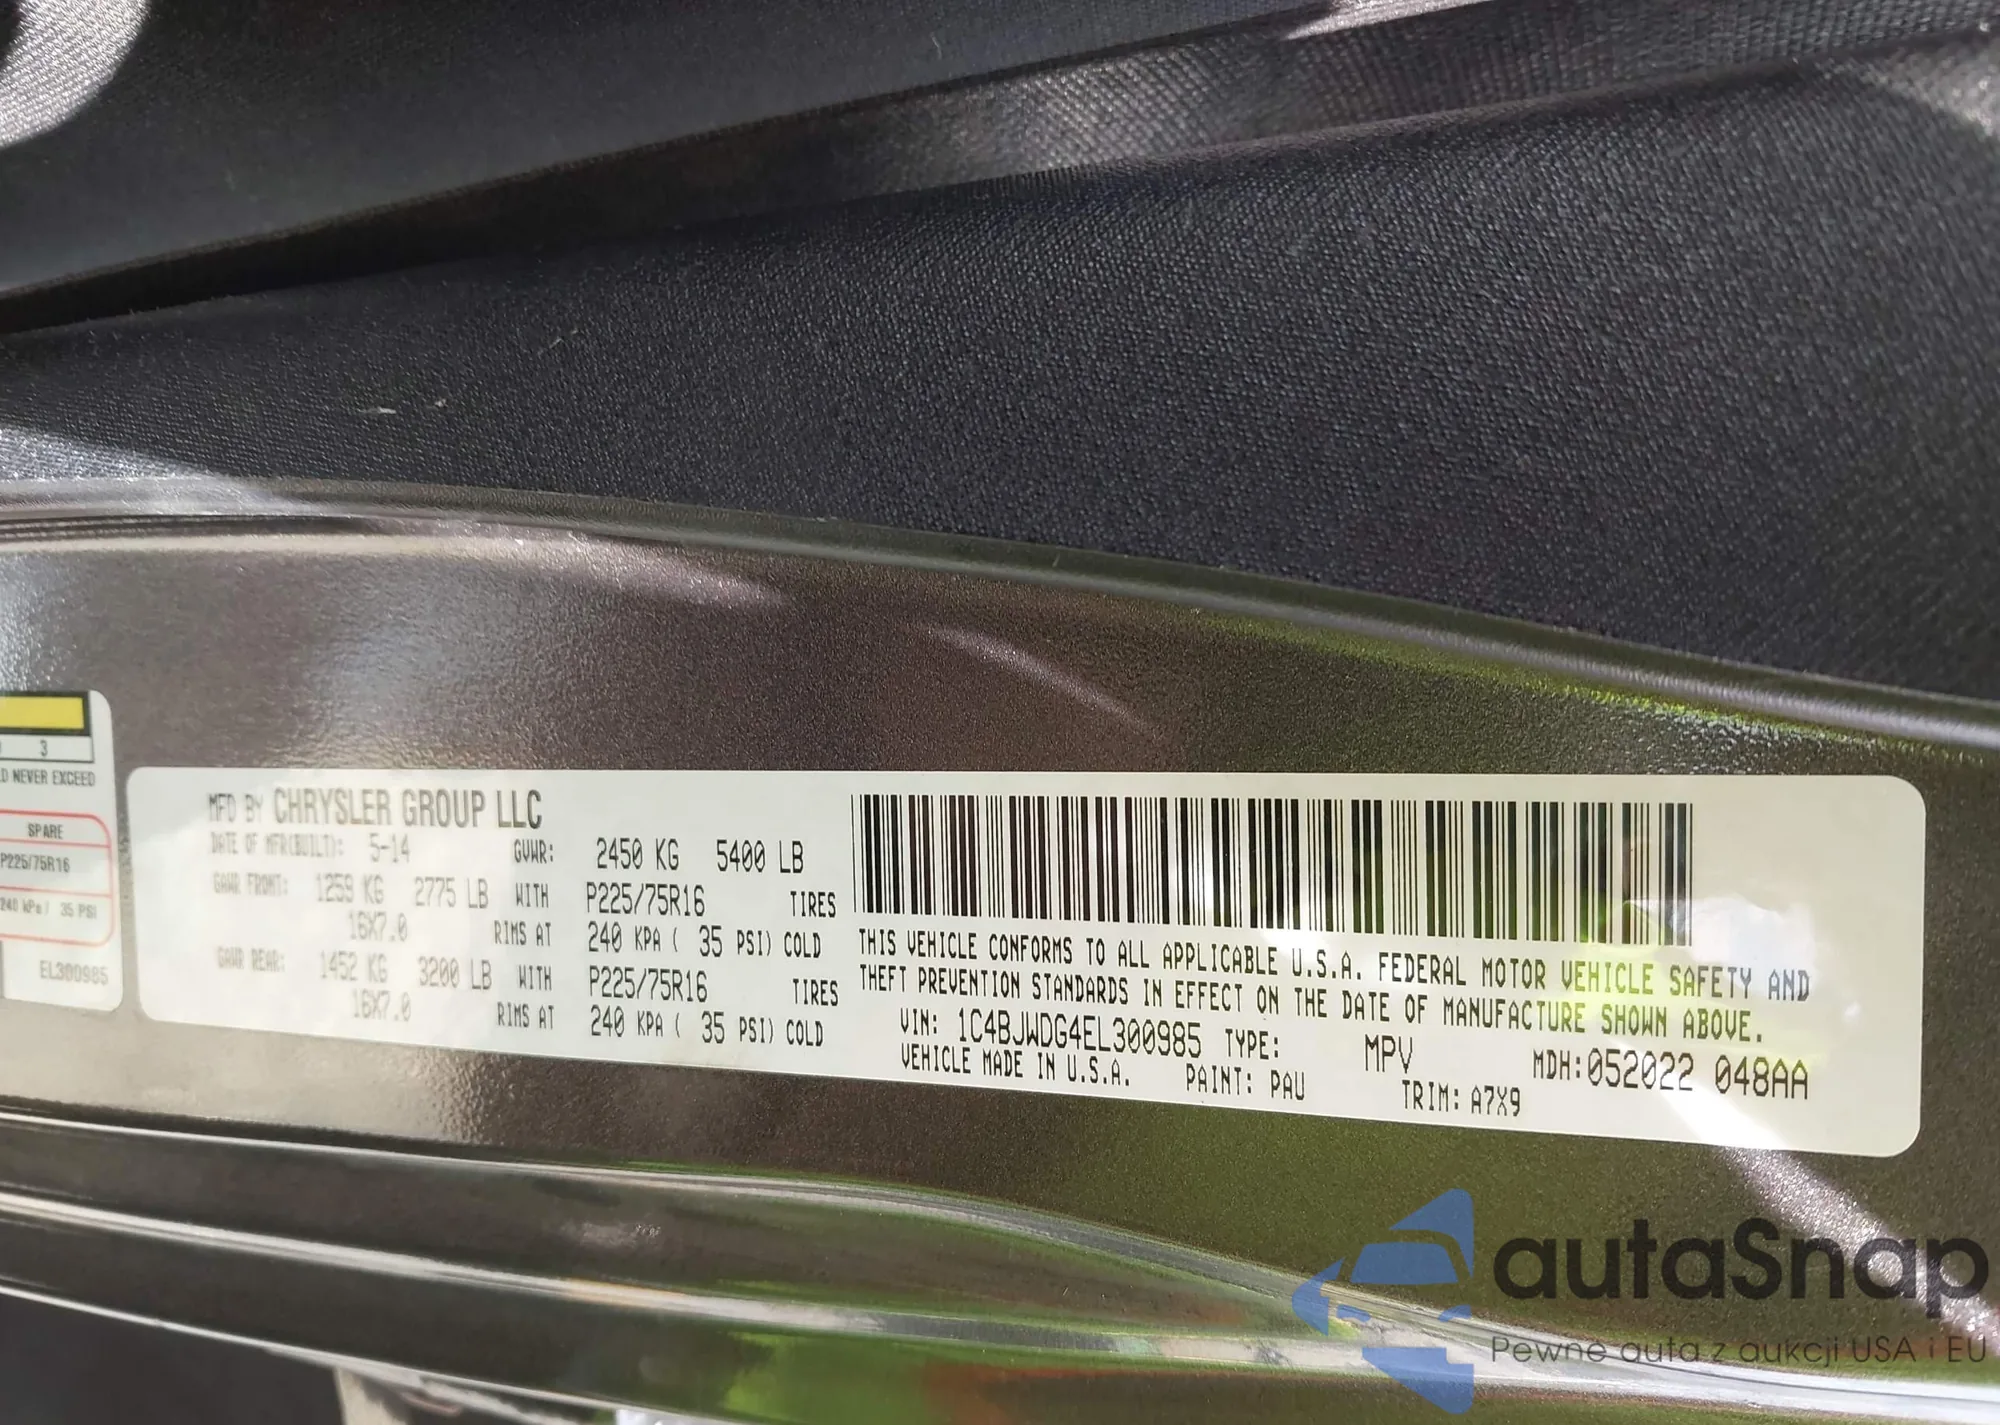 3
D NEVER EXCEED
SPARE
P225/75R16
240 kPa / 35 PSI
EL300985
MFD BY CHRYSLER GROUP LLC
DATE OF MFR(BUILT): 5-14 GVWR: 2450 KG 5400 LB
GAWR FRONT: 1259 KG 2775 LB WITH P225/75R16 TIRES
16X7.0 RIMS AT 240 KPA ( 35 PSI) COLD
GAWR REAR: 1452 KG 3200 LB WITH P225/75R16 TIRES
16X7.0 RIMS AT 240 KPA ( 35 PSI) COLD
THIS VEHICLE CONFORMS TO ALL APPLICABLE U.S.A. FEDERAL MOTOR VEHICLE SAFETY AND
THEFT PREVENTION STANDARDS IN EFFECT ON THE DATE OF MANUFACTURE SHOWN ABOVE.
VIN: 1C4BJWDG4EL300985 TYPE: MPV MDH:052022 048AA
VEHICLE MADE IN U.S.A. PAINT: PAU TRIM: A7X9
autaSnap
Pewne auta z aukcji USA i EU